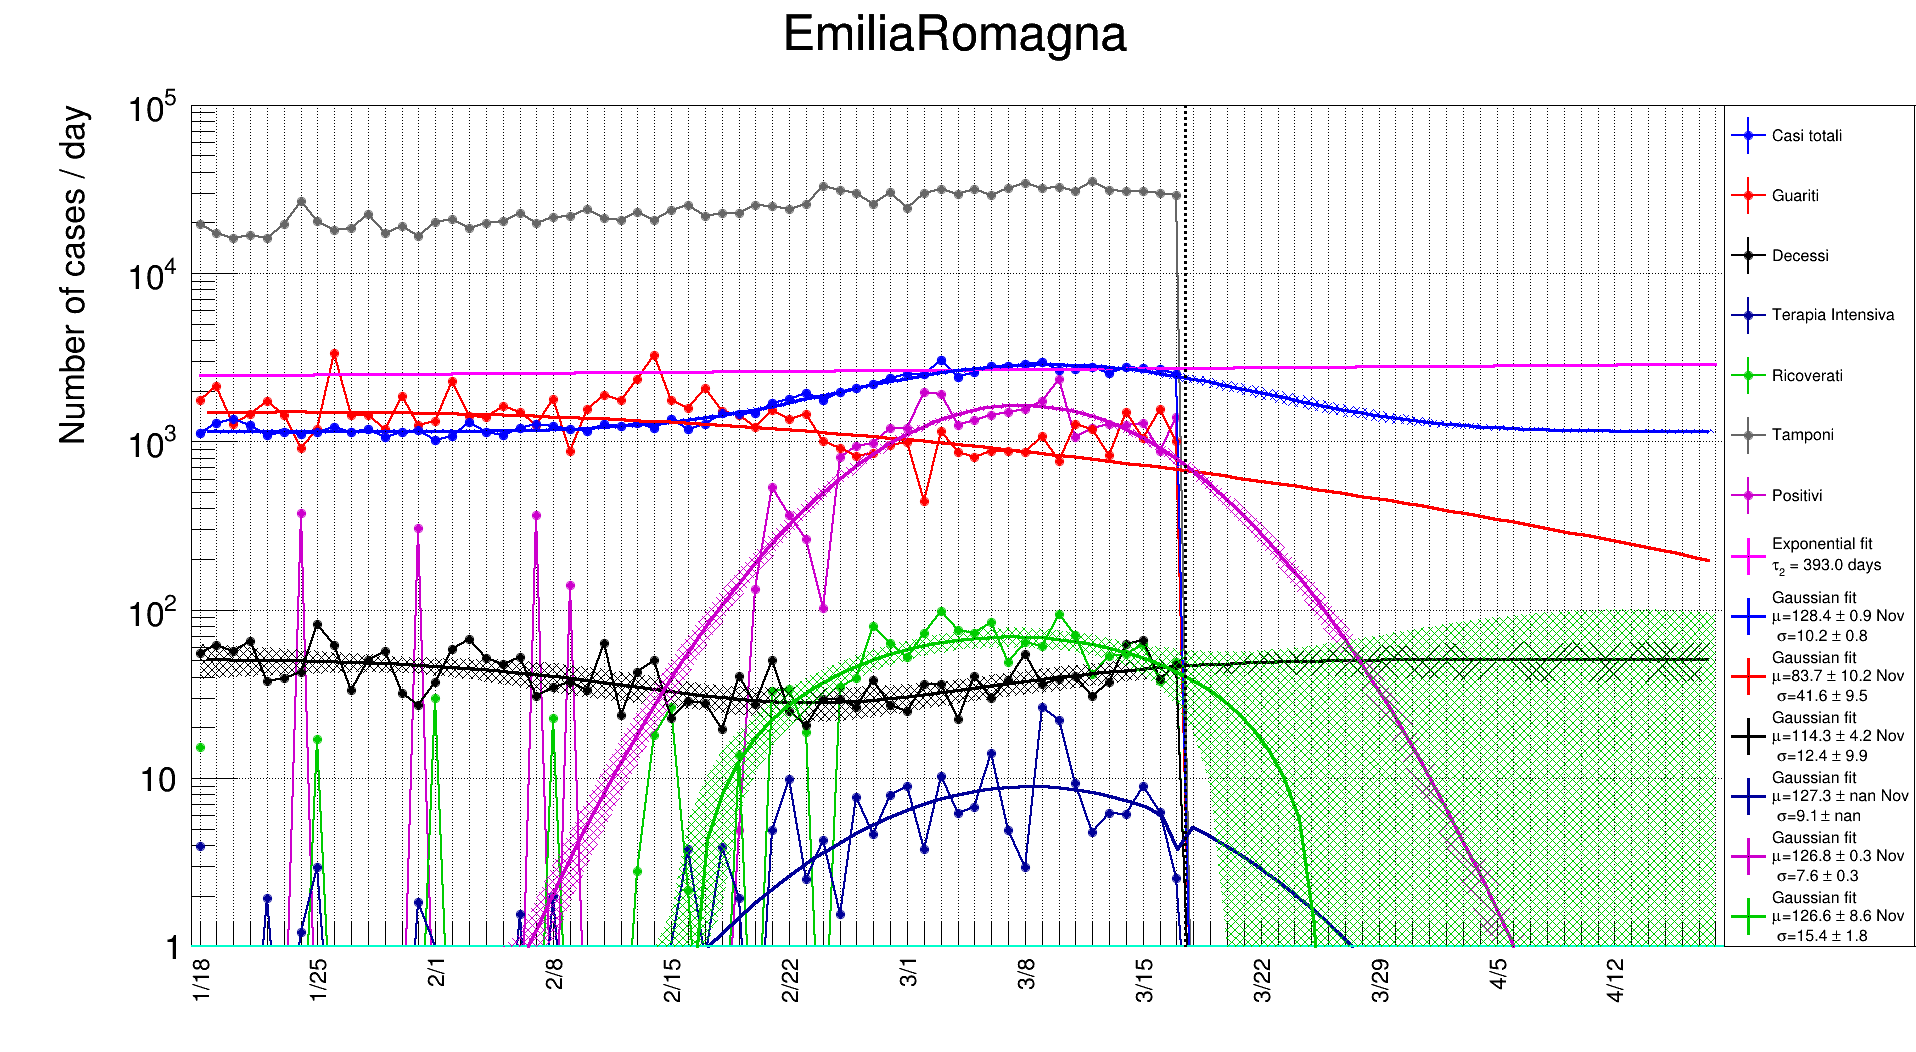 EmiliaRomagna
Number of cases / day
10^5
10^4
10^3
10^2
10
1
1/18
1/25
2/1
2/8
2/15
2/22
3/1
3/8
3/15
3/22
3/29
4/5
4/12
Casi totali
Guariti
Decessi
Terapia Intensiva
Ricoverati
Tamponi
Positivi
Exponential fit
τ₂ = 393.0 days
Gaussian fit
μ=128.4 ± 0.9 Nov
σ=10.2 ± 0.8
Gaussian fit
μ=83.7 ± 10.2 Nov
σ=41.6 ± 9.5
Gaussian fit
μ=114.3 ± 4.2 Nov
σ=12.4 ± 9.9
Gaussian fit
μ=127.3 ± nan Nov
σ=9.1 ± nan
Gaussian fit
μ=126.8 ± 0.3 Nov
σ=7.6 ± 0.3
Gaussian fit
μ=126.6 ± 8.6 Nov
σ=15.4 ± 1.8